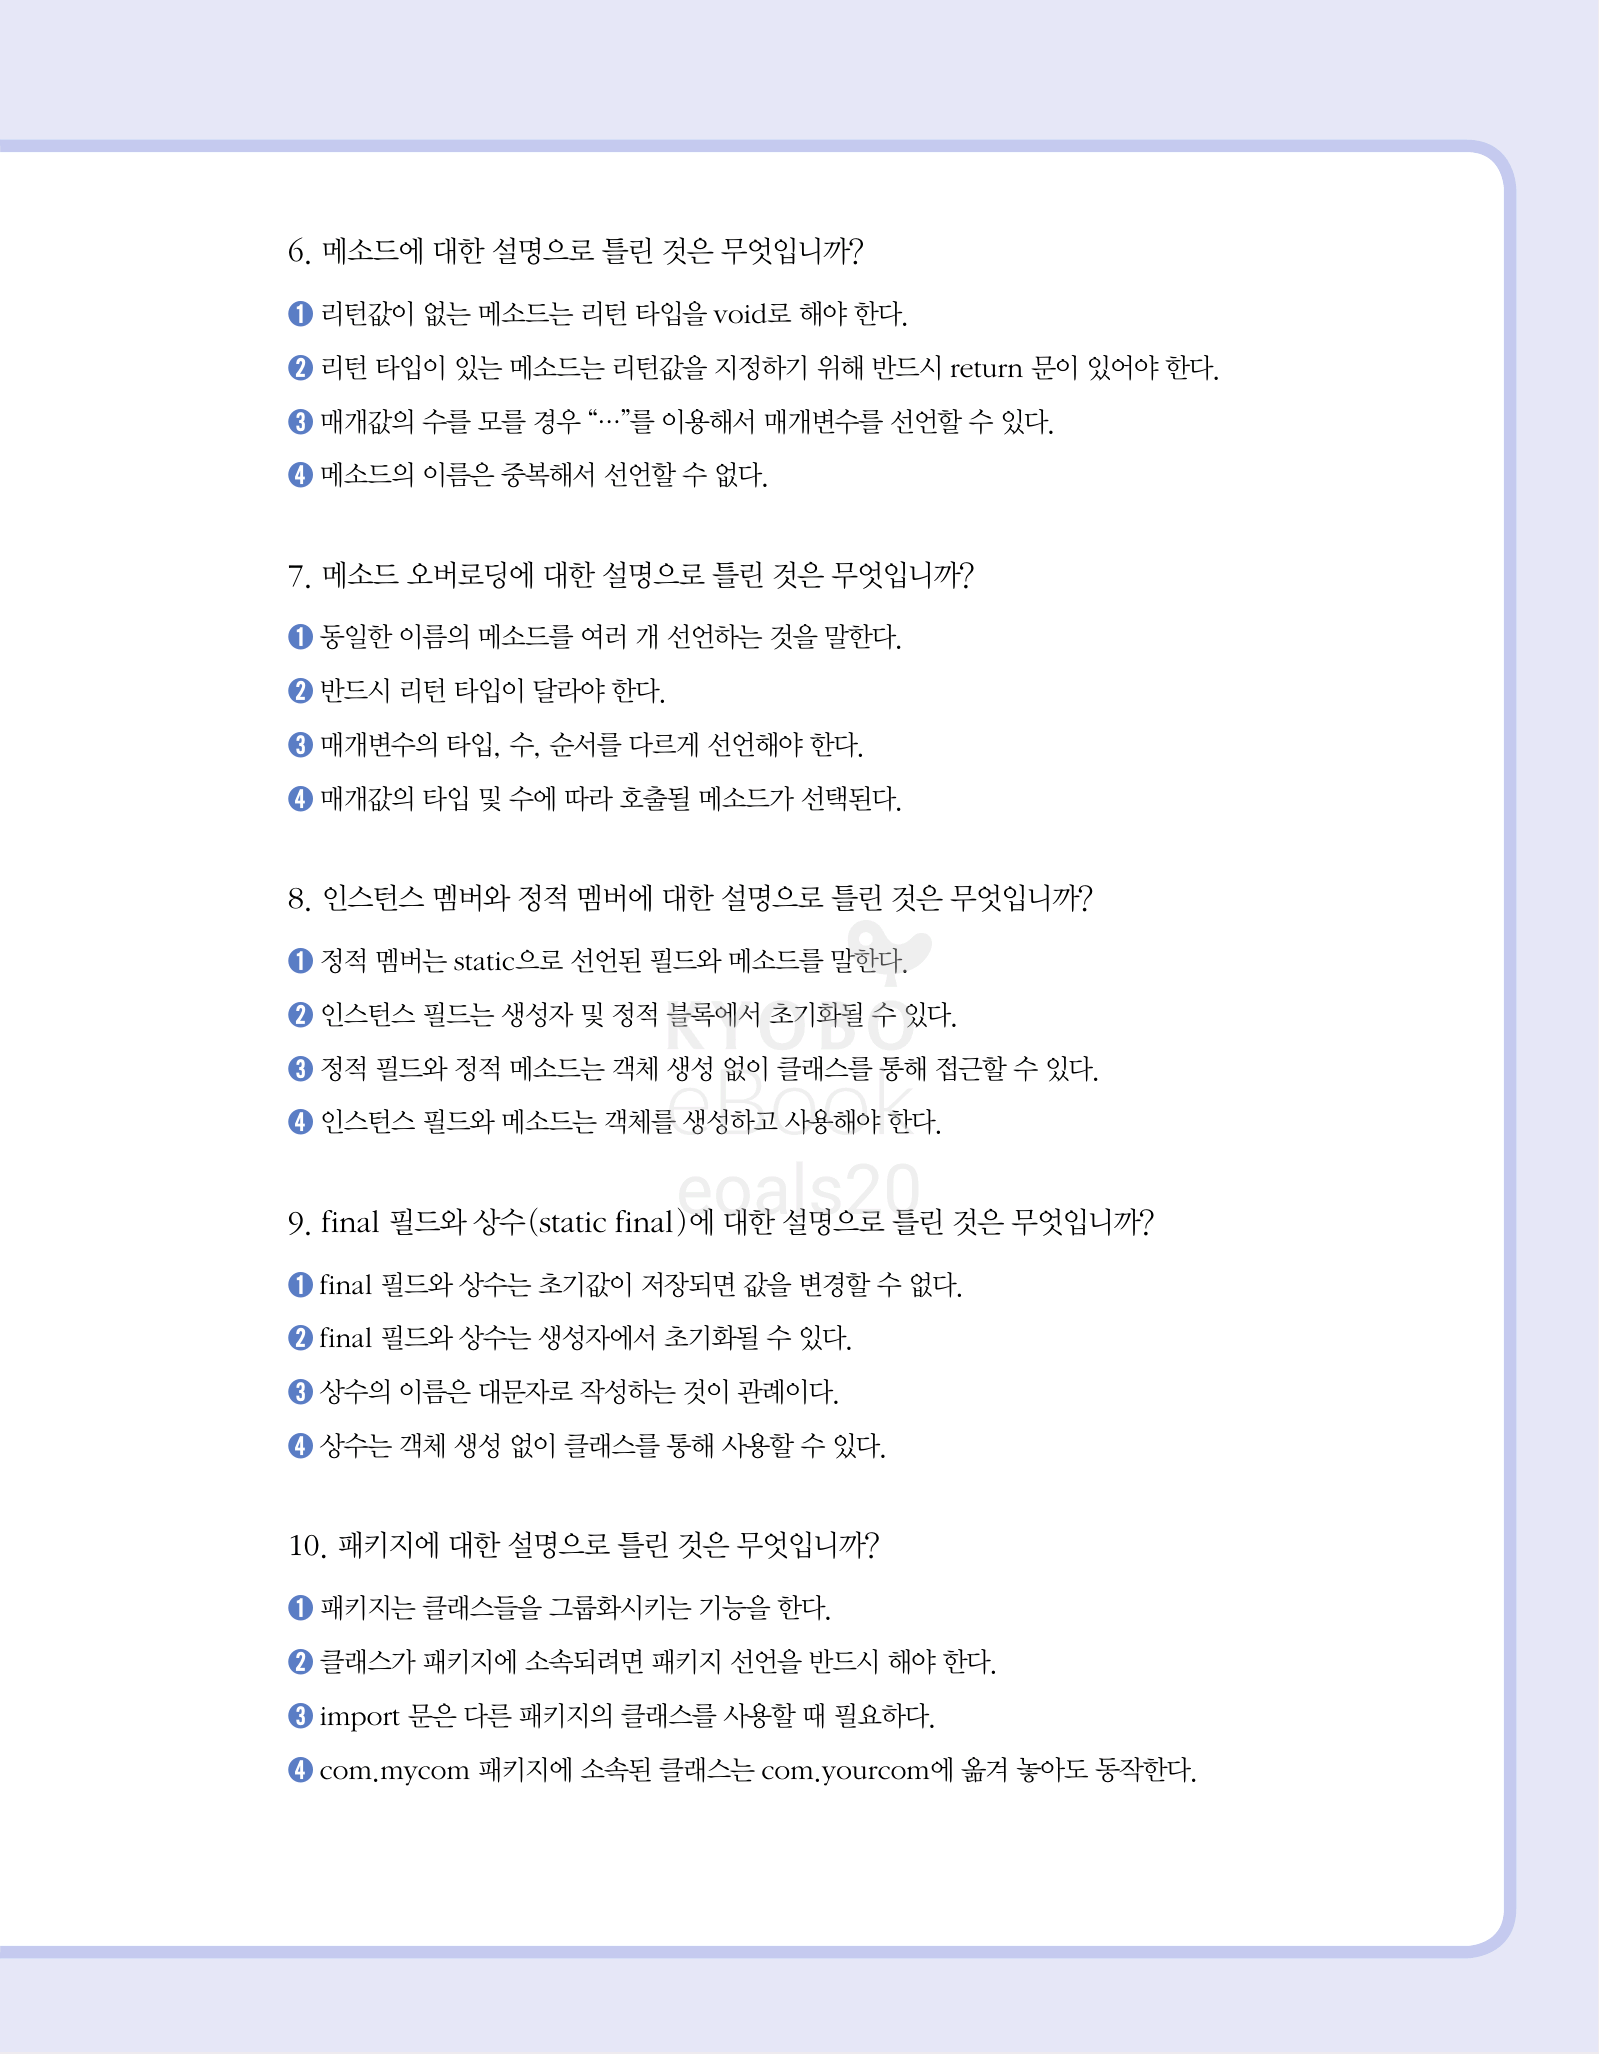 6. 메소드에 대한 설명으로 틀린 것은 무엇입니까?
❶ 리턴값이 없는 메소드는 리턴 타입을 void로 해야 한다.
❷ 리턴 타입이 있는 메소드는 리턴값을 지정하기 위해 반드시 return 문이 있어야 한다.
❸ 매개값의 수를 모를 경우 “…”를 이용해서 매개변수를 선언할 수 있다.
❹ 메소드의 이름은 중복해서 선언할 수 없다.
7. 메소드 오버로딩에 대한 설명으로 틀린 것은 무엇입니까?
❶ 동일한 이름의 메소드를 여러 개 선언하는 것을 말한다.
❷ 반드시 리턴 타입이 달라야 한다.
❸ 매개변수의 타입, 수, 순서를 다르게 선언해야 한다.
❹ 매개값의 타입 및 수에 따라 호출될 메소드가 선택된다.
8. 인스턴스 멤버와 정적 멤버에 대한 설명으로 틀린 것은 무엇입니까?
❶ 정적 멤버는 static으로 선언된 필드와 메소드를 말한다.
❷ 인스턴스 필드는 생성자 및 정적 블록에서 초기화될 수 있다.
❸ 정적 필드와 정적 메소드는 객체 생성 없이 클래스를 통해 접근할 수 있다.
❹ 인스턴스 필드와 메소드는 객체를 생성하고 사용해야 한다.
KYOBO
eBook
eoals20
9. final 필드와 상수(static final)에 대한 설명으로 틀린 것은 무엇입니까?
❶ final 필드와 상수는 초기값이 저장되면 값을 변경할 수 없다.
❷ final 필드와 상수는 생성자에서 초기화될 수 있다.
❸ 상수의 이름은 대문자로 작성하는 것이 관례이다.
❹ 상수는 객체 생성 없이 클래스를 통해 사용할 수 있다.
10. 패키지에 대한 설명으로 틀린 것은 무엇입니까?
❶ 패키지는 클래스들을 그룹화시키는 기능을 한다.
❷ 클래스가 패키지에 소속되려면 패키지 선언을 반드시 해야 한다.
❸ import 문은 다른 패키지의 클래스를 사용할 때 필요하다.
❹ com.mycom 패키지에 소속된 클래스는 com.yourcom에 옮겨 놓아도 동작한다.